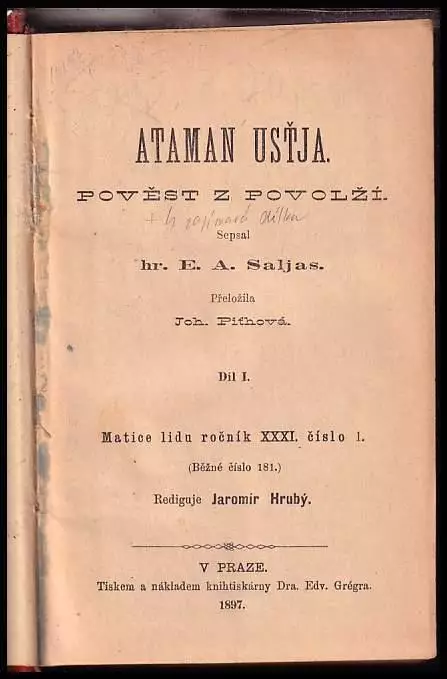 ATAMAN USŤJA.
POVĚST Z POVOLŽÍ.
Sepsal
hr. E. A. Saljas.
Přeložila
Joh. Piťhová.
Díl I.
Matice lidu ročník XXXI. číslo 1.
(Běžné číslo 181.)
Rediguje Jaromír Hrubý.
V PRAZE.
Tiskem a nákladem knihtiskárny Dra. Edv. Grégra.
1897.